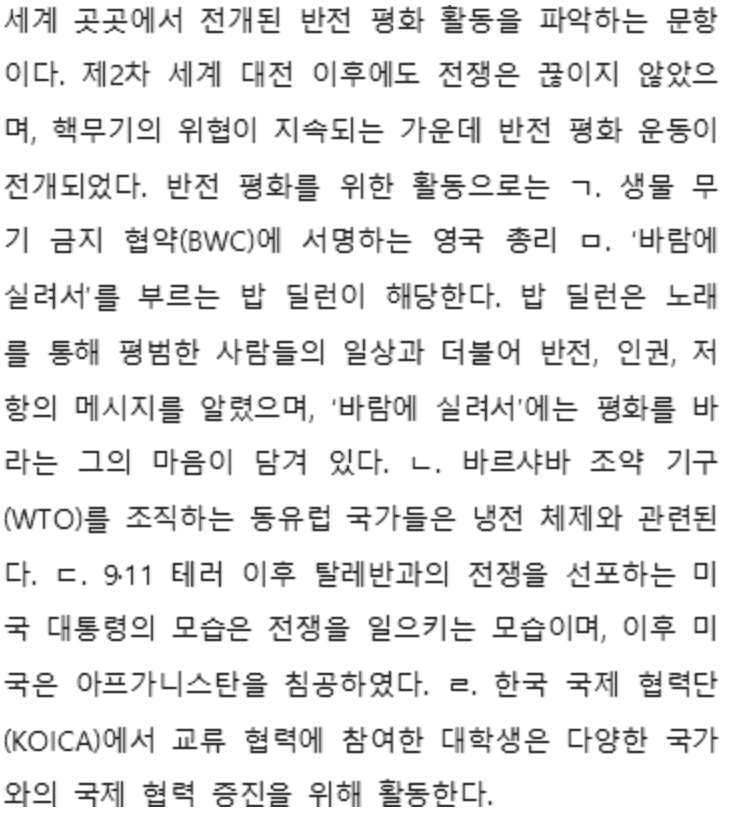 세계 곳곳에서 전개된 반전 평화 활동을 파악하는 문항
이다. 제2차 세계 대전 이후에도 전쟁은 끊이지 않았으
며, 핵무기의 위협이 지속되는 가운데 반전 평화 운동이
전개되었다. 반전 평화를 위한 활동으로는 ㄱ. 생물 무
기 금지 협약(BWC)에 서명하는 영국 총리 ㅁ. '바람에
실려서'를 부르는 밥 딜런이 해당한다. 밥 딜런은 노래
를 통해 평범한 사람들의 일상과 더불어 반전, 인권, 저
항의 메시지를 알렸으며, '바람에 실려서'에는 평화를 바
라는 그의 마음이 담겨 있다. ㄴ. 바르샤바 조약 기구
(WTO)를 조직하는 동유럽 국가들은 냉전 체제와 관련된
다. ㄷ. 9·11 테러 이후 탈레반과의 전쟁을 선포하는 미
국 대통령의 모습은 전쟁을 일으키는 모습이며, 이후 미
국은 아프가니스탄을 침공하였다. ㄹ. 한국 국제 협력단
(KOICA)에서 교류 협력에 참여한 대학생은 다양한 국가
와의 국제 협력 증진을 위해 활동한다.